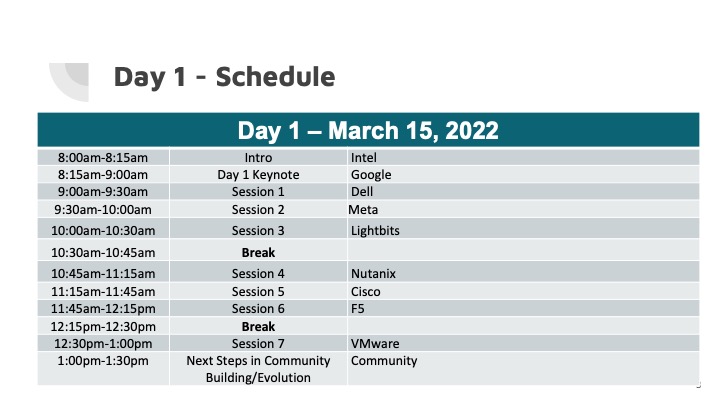 Day 1 - Schedule
Day 1 – March 15, 2022
8:00am-8:15am Intro Intel
8:15am-9:00am Day 1 Keynote Google
9:00am-9:30am Session 1 Dell
9:30am-10:00am Session 2 Meta
10:00am-10:30am Session 3 Lightbits
10:30am-10:45am Break
10:45am-11:15am Session 4 Nutanix
11:15am-11:45am Session 5 Cisco
11:45am-12:15pm Session 6 F5
12:15pm-12:30pm Break
12:30pm-1:00pm Session 7 VMware
1:00pm-1:30pm Next Steps in Community Community
Building/Evolution